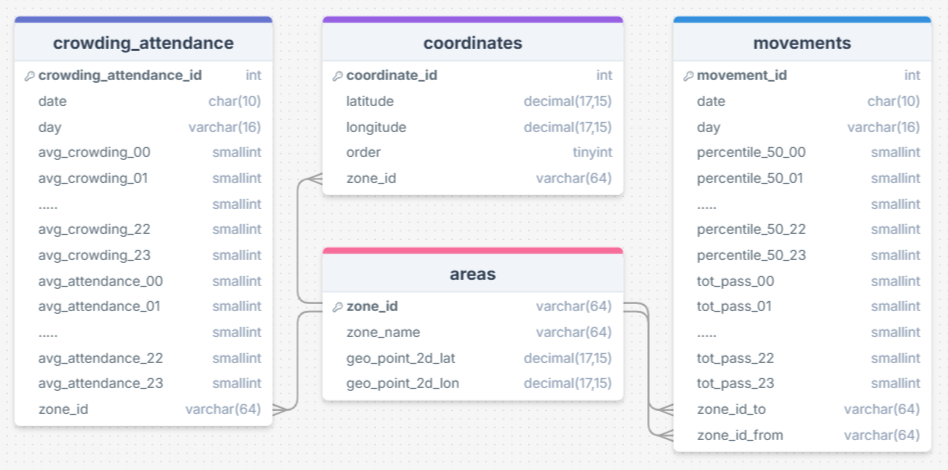 crowding_attendance
crowding_attendance_id int
date char(10)
day varchar(16)
avg_crowding_00 smallint
avg_crowding_01 smallint
..... smallint
avg_crowding_22 smallint
avg_crowding_23 smallint
avg_attendance_00 smallint
avg_attendance_01 smallint
..... smallint
avg_attendance_22 smallint
avg_attendance_23 smallint
zone_id varchar(64)
coordinates
coordinate_id int
latitude decimal(17,15)
longitude decimal(17,15)
order tinyint
zone_id varchar(64)
areas
zone_id varchar(64)
zone_name varchar(64)
geo_point_2d_lat decimal(17,15)
geo_point_2d_lon decimal(17,15)
movements
movement_id int
date char(10)
day varchar(16)
percentile_50_00 smallint
percentile_50_01 smallint
..... smallint
percentile_50_22 smallint
percentile_50_23 smallint
tot_pass_00 smallint
tot_pass_01 smallint
..... smallint
tot_pass_22 smallint
tot_pass_23 smallint
zone_id_to varchar(64)
zone_id_from varchar(64)